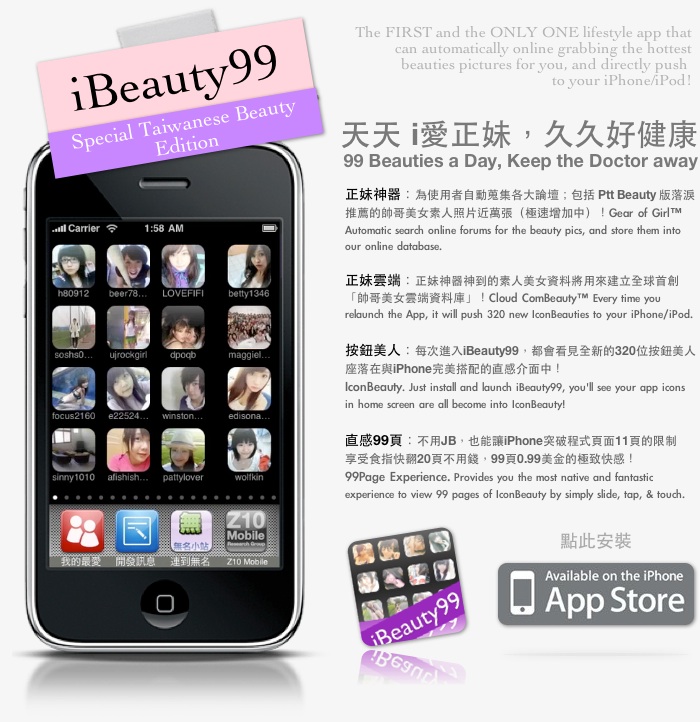 iBeauty99
Special Taiwanese Beauty
Edition
The FIRST and the ONLY ONE lifestyle app that
can automatically online grabbing the hottest
beauties pictures for you, and directly push
to your iPhone/iPod!
天天 i愛正妹，久久好健康
99 Beauties a Day, Keep the Doctor away
正妹神器：為使用者自動蒐集各大論壇；包括 Ptt Beauty 版落淚
推薦的帥哥美女素人照片近萬張（極速增加中）！Gear of Girl™
Automatic search online forums for the beauty pics, and store them into
our online database.
正妹雲端：正妹神器神到的素人美女資料將用來建立全球首創
「帥哥美女雲端資料庫」！Cloud ComBeauty™ Every time you
relaunch the App, it will push 320 new IconBeauties to your iPhone/iPod.
按鈕美人：每次進入iBeauty99，都會看見全新的320位按鈕美人
座落在與iPhone完美搭配的直感介面中！
IconBeauty. Just install and launch iBeauty99, you'll see your app icons
in home screen are all become into IconBeauty!
直感99頁：不用JB，也能讓iPhone突破程式頁面11頁的限制
享受食指快翻20頁不用錢，99頁0.99美金的極致快感！
99Page Experience. Provides you the most native and fantastic
experience to view 99 pages of IconBeauty by simply slide, tap, & touch.
Carrier 1:58 AM
h80912 beer78... LOVEFIFI betty1346
soshs0... ujrockgirl dpoqb maggiel...
focus2160 e22524... winston... edisona...
sinny1010 afishish... pattylover wolfkin
無名小站
Z10
Mobile
Research Group
我的最愛 開發訊息 連到無名 Z10 Mobile
iBeauty99
點此安裝
Available on the iPhone
App Store